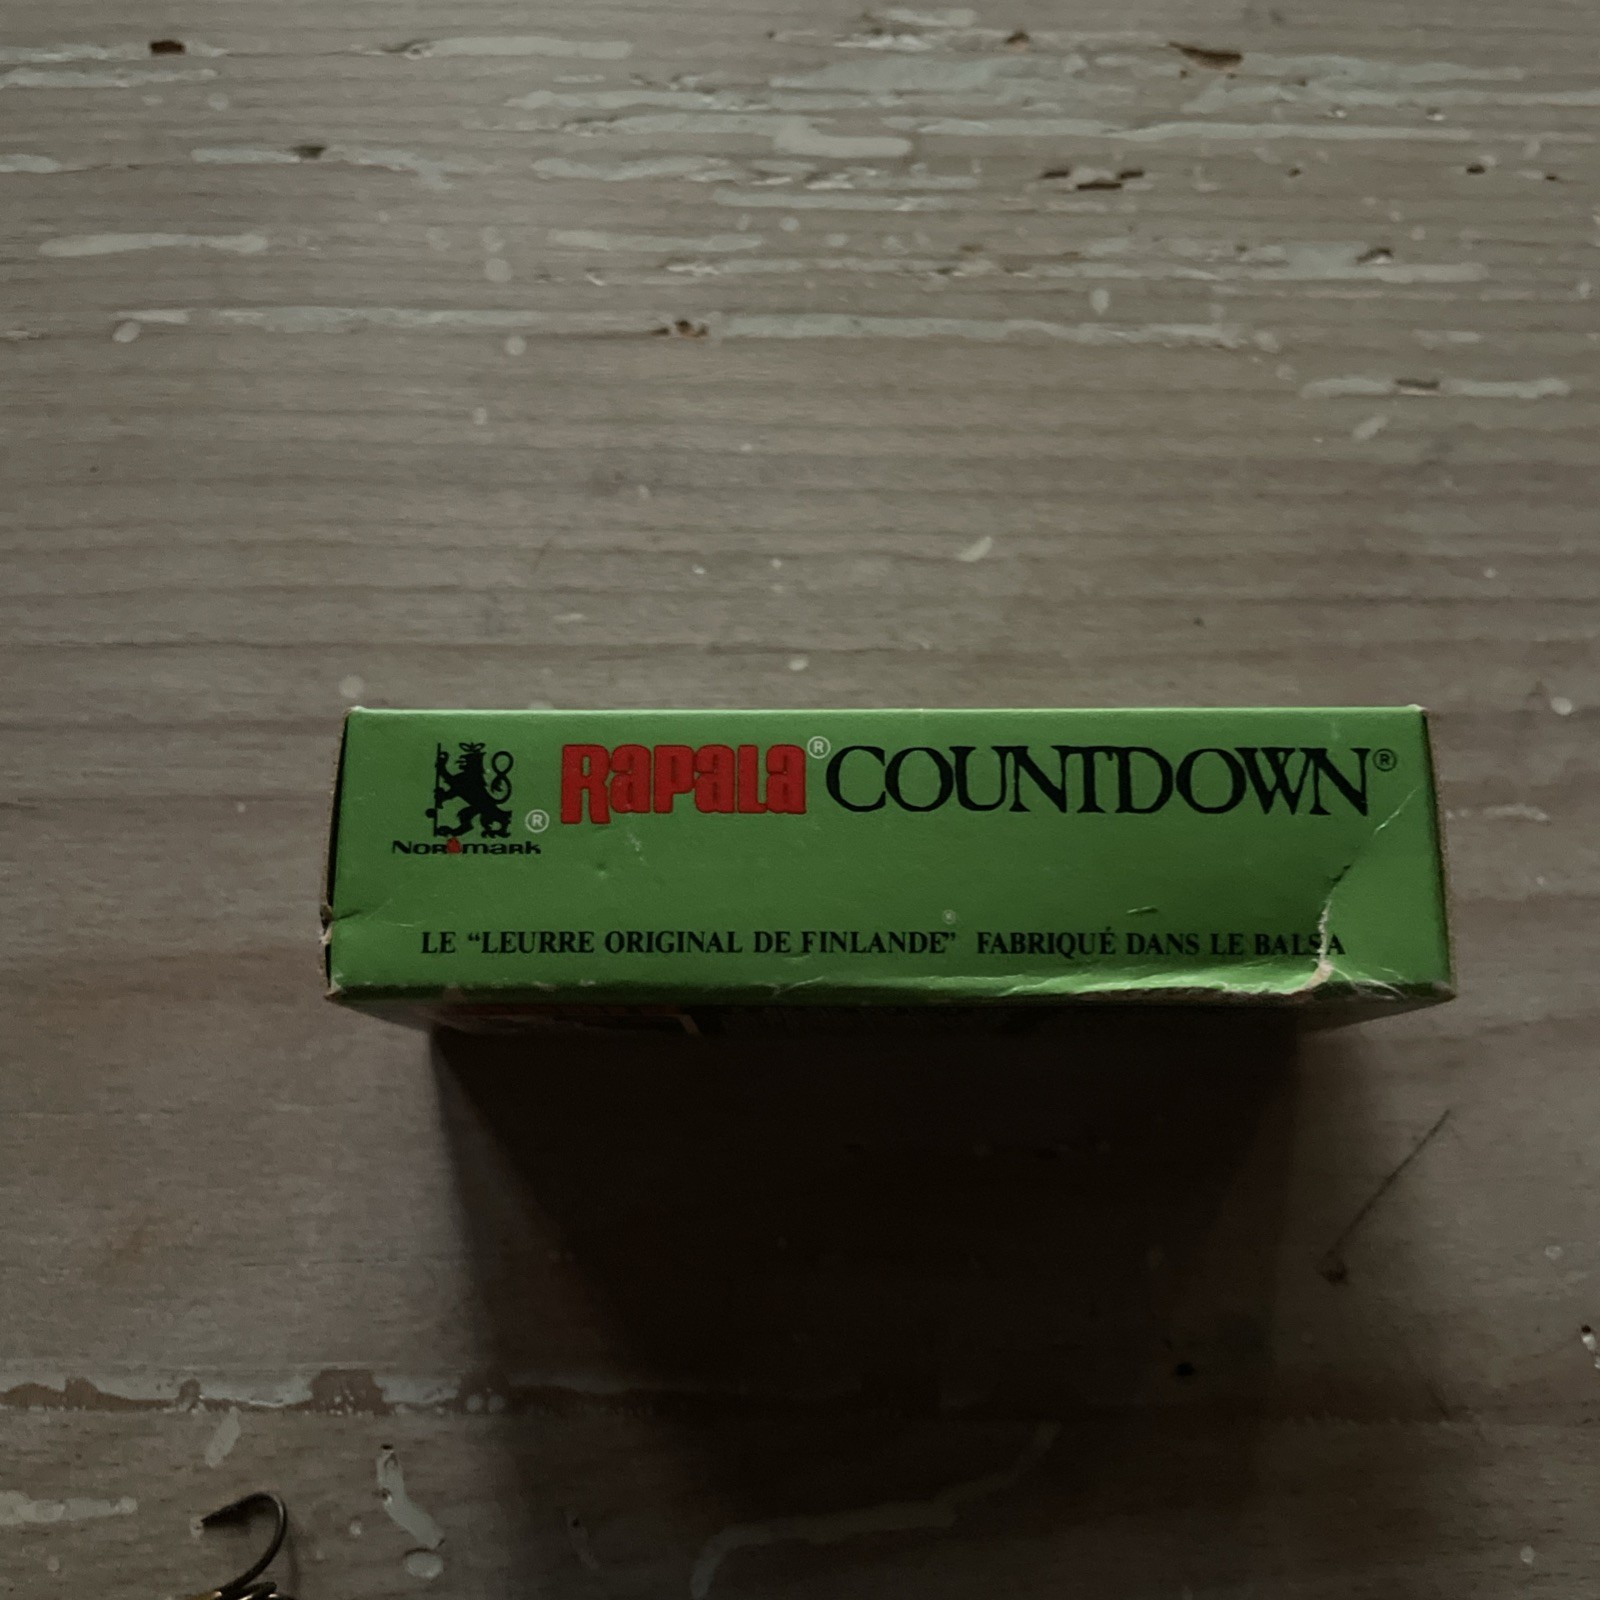 Rapala® COUNTDOWN®
®
Normark
LE “LEURRE ORIGINAL DE FINLANDE”® FABRIQUÉ DANS LE BALSA